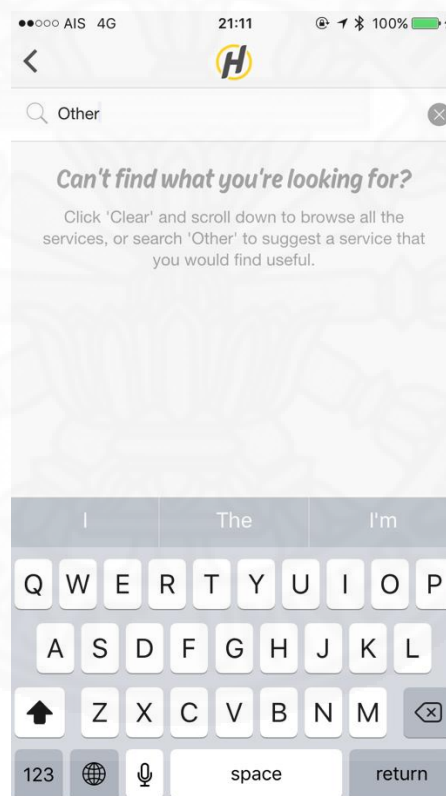 AIS 4G 21:11 100%
H
Other
Can't find what you're looking for?
Click 'Clear' and scroll down to browse all the
services, or search 'Other' to suggest a service that
you would find useful.
I The I'm
Q W E R T Y U I O P
A S D F G H J K L
Z X C V B N M
123 space return